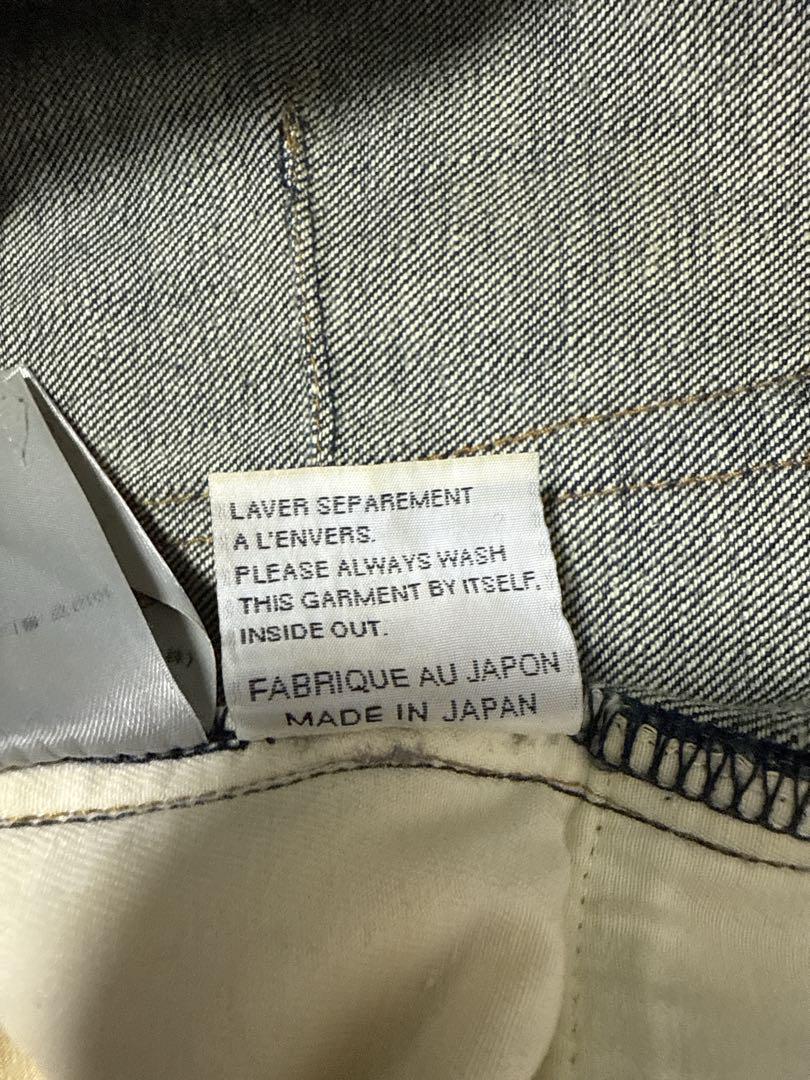 LAVER SEPAREMENT
A L'ENVERS.
PLEASE ALWAYS WASH
THIS GARMENT BY ITSELF,
INSIDE OUT.
FABRIQUE AU JAPON
MADE IN JAPAN